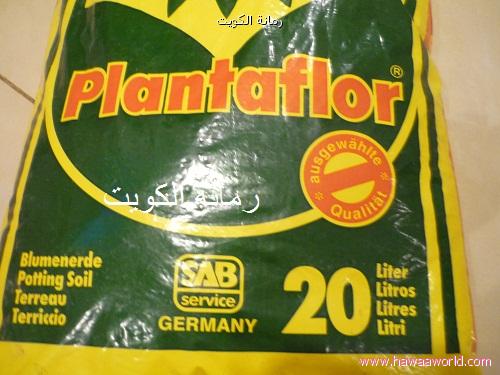 رمانة الكويت
Plantaflor®
ausgewählte
Qualität
رمانة الكويت
Blumenerde
Potting Soil
Terreau
Terriccio
SAB
service
GERMANY
20
Liter
Litros
Litres
Litri
www.hawaaworld.com